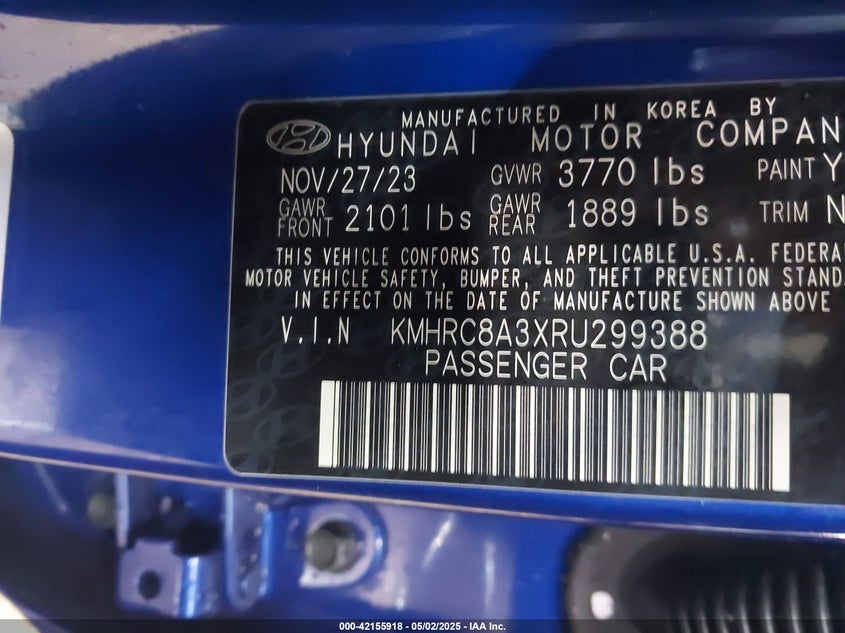 MANUFACTURED IN KOREA BY
HYUNDAI MOTOR COMPAN
NOV/27/23 GVWR 3770 lbs PAINT Y
GAWR FRONT 2101 lbs GAWR REAR 1889 lbs TRIM N
THIS VEHICLE CONFORMS TO ALL APPLICABLE U.S.A. FEDERA
MOTOR VEHICLE SAFETY, BUMPER, AND THEFT PREVENTION STAND
IN EFFECT ON THE DATE OF MANUFACTURE SHOWN ABOVE
V.I.N KMHRC8A3XRU299388
PASSENGER CAR
000-42155918 - 05/02/2025 - IAA Inc.